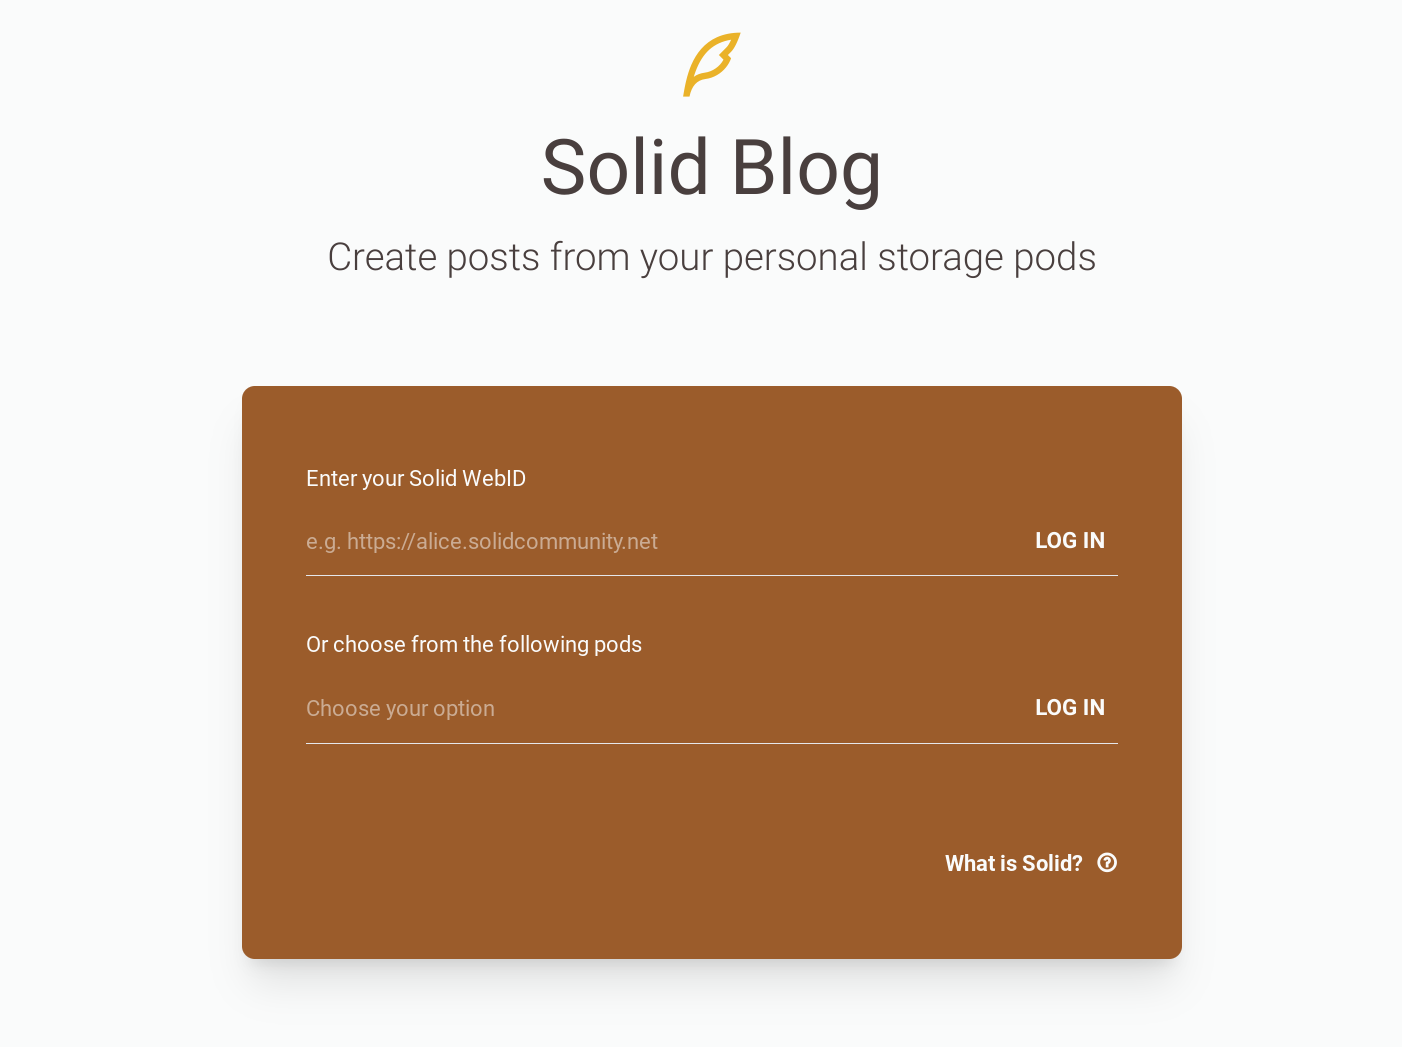 Solid Blog
Create posts from your personal storage pods
Enter your Solid WebID
e.g. https://alice.solidcommunity.net
LOG IN
Or choose from the following pods
Choose your option
LOG IN
What is Solid?